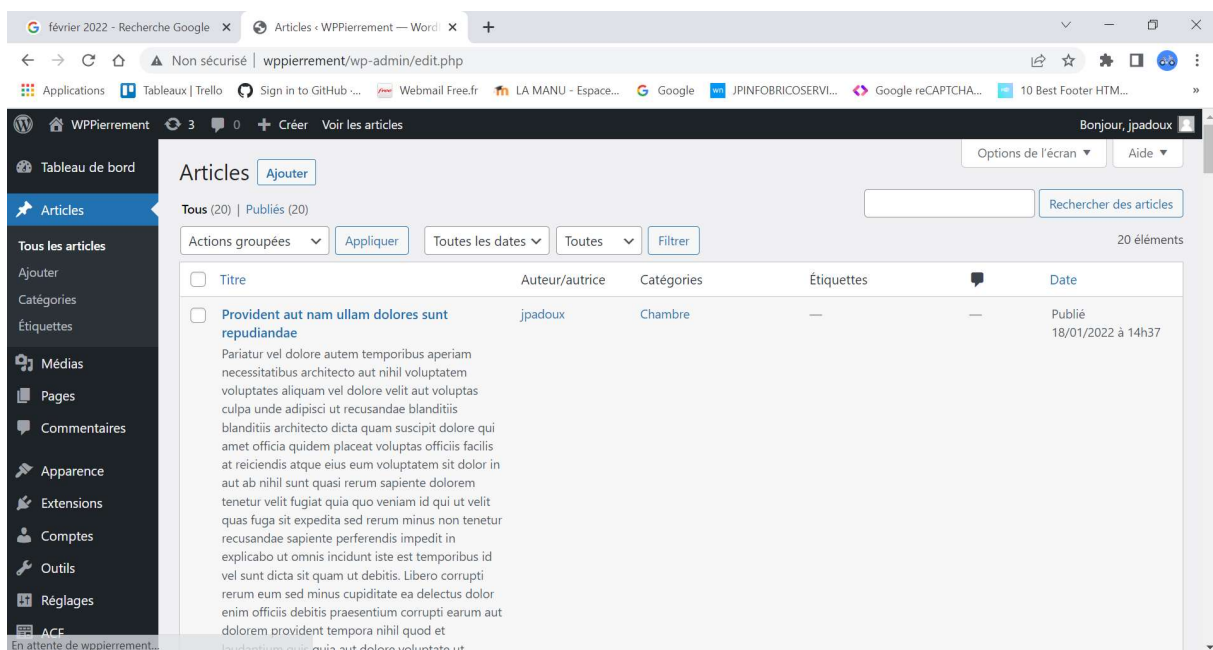 février 2022 - Recherche Google
Articles ‹ WPPierrement — Word
Non sécurisé | wppierrement/wp-admin/edit.php
Applications Tableaux | Trello Sign in to GitHub ·... Webmail Free.fr LA MANU - Espace... Google JPINFOBRICOSERVI... Google reCAPTCHA... 10 Best Footer HTM... »
WPPierrement 3 0 Créer Voir les articles Bonjour, jpadoux
Options de l'écran ▼ Aide ▼
Tableau de bord
Articles
Tous les articles
Ajouter
Catégories
Étiquettes
Médias
Pages
Commentaires
Apparence
Extensions
Comptes
Outils
Réglages
ACF
En attente de wppierrement...
Articles Ajouter
Tous (20) | Publiés (20)
Rechercher des articles
Actions groupées Appliquer Toutes les dates Toutes Filtrer 20 éléments
Titre Auteur/autrice Catégories Étiquettes Date
Provident aut nam ullam dolores sunt jpadoux Chambre — — Publié
repudiandae 18/01/2022 à 14h37
Pariatur vel dolore autem temporibus aperiam
necessitatibus architecto aut nihil voluptatem
voluptates aliquam vel dolore velit aut voluptas
culpa unde adipisci ut recusandae blanditiis
blanditiis architecto dicta quam suscipit dolore qui
amet officia quidem placeat voluptas officiis facilis
at reiciendis atque eius eum voluptatem sit dolor in
aut ab nihil sunt quasi rerum sapiente dolorem
tenetur velit fugiat quia quo veniam id qui ut velit
quas fuga sit expedita sed rerum minus non tenetur
recusandae sapiente perferendis impedit in
explicabo ut omnis incidunt iste est temporibus id
vel sunt dicta sit quam ut debitis. Libero corrupti
rerum eum sed minus cupiditate ea delectus dolor
enim officiis debitis praesentium corrupti earum aut
dolorem provident tempora nihil quod et
quia aut dolore voluptate ut